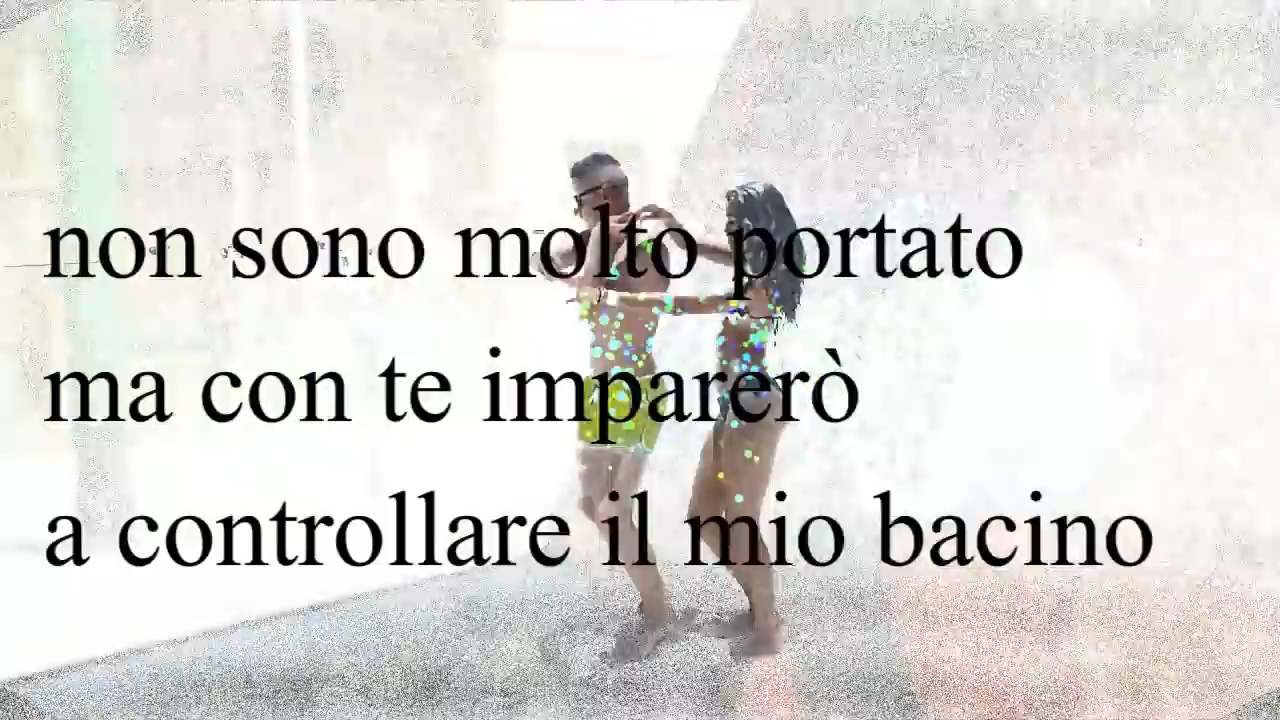 non sono molto portato
ma con te imparerò
a controllare il mio bacino